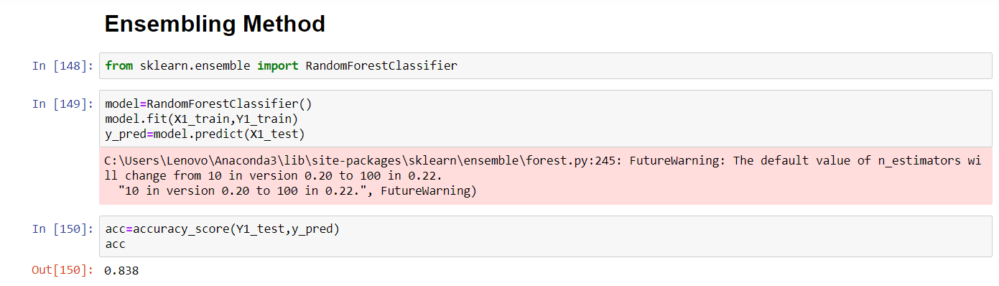 Ensembling Method
In [148]: from sklearn.ensemble import RandomForestClassifier
In [149]: model=RandomForestClassifier()
model.fit(X1_train,Y1_train)
y_pred=model.predict(X1_test)
C:\Users\Lenovo\Anaconda3\lib\site-packages\sklearn\ensemble\forest.py:245: FutureWarning: The default value of n_estimators wi
ll change from 10 in version 0.20 to 100 in 0.22.
"10 in version 0.20 to 100 in 0.22.", FutureWarning)
In [150]: acc=accuracy_score(Y1_test,y_pred)
acc
Out[150]: 0.838